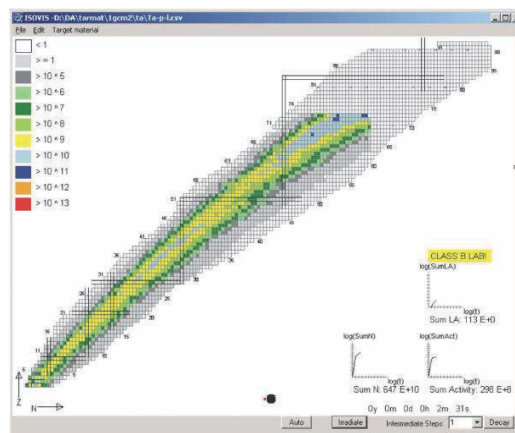 ISOVIS -D:\DA\tarmat\1gcm2\ta\Ta-p-l.csv
File Edit Target material
< 1
> = 1
> 10 ^ 5
> 10 ^ 6
> 10 ^ 7
> 10 ^ 8
> 10 ^ 9
> 10 ^ 10
> 10 ^ 11
> 10 ^ 12
> 10 ^ 13
CLASS B LAB!
log(SumLA)
log(t)
Sum LA: 113 E+0
log(SumN)
log(SumAct)
log(t)
log(t)
Sum N: 647 E+10
Sum Activity: 298 E+8
Z
N
0y 0m 0d 0h 2m 31s
Auto
Irradiate
Intermediate Steps:
1
Decay